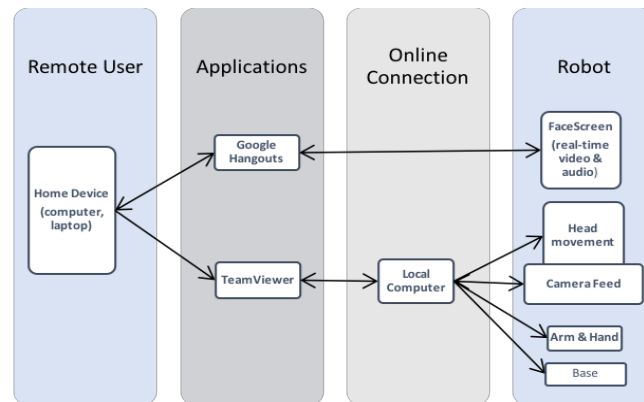 Remote User
Applications
Online
Connection
Robot
Home Device
(computer,
laptop)
Google
Hangouts
TeamViewer
Local
Computer
FaceScreen
(real-time
video &
audio)
Head
movement
Camera Feed
Arm & Hand
Base